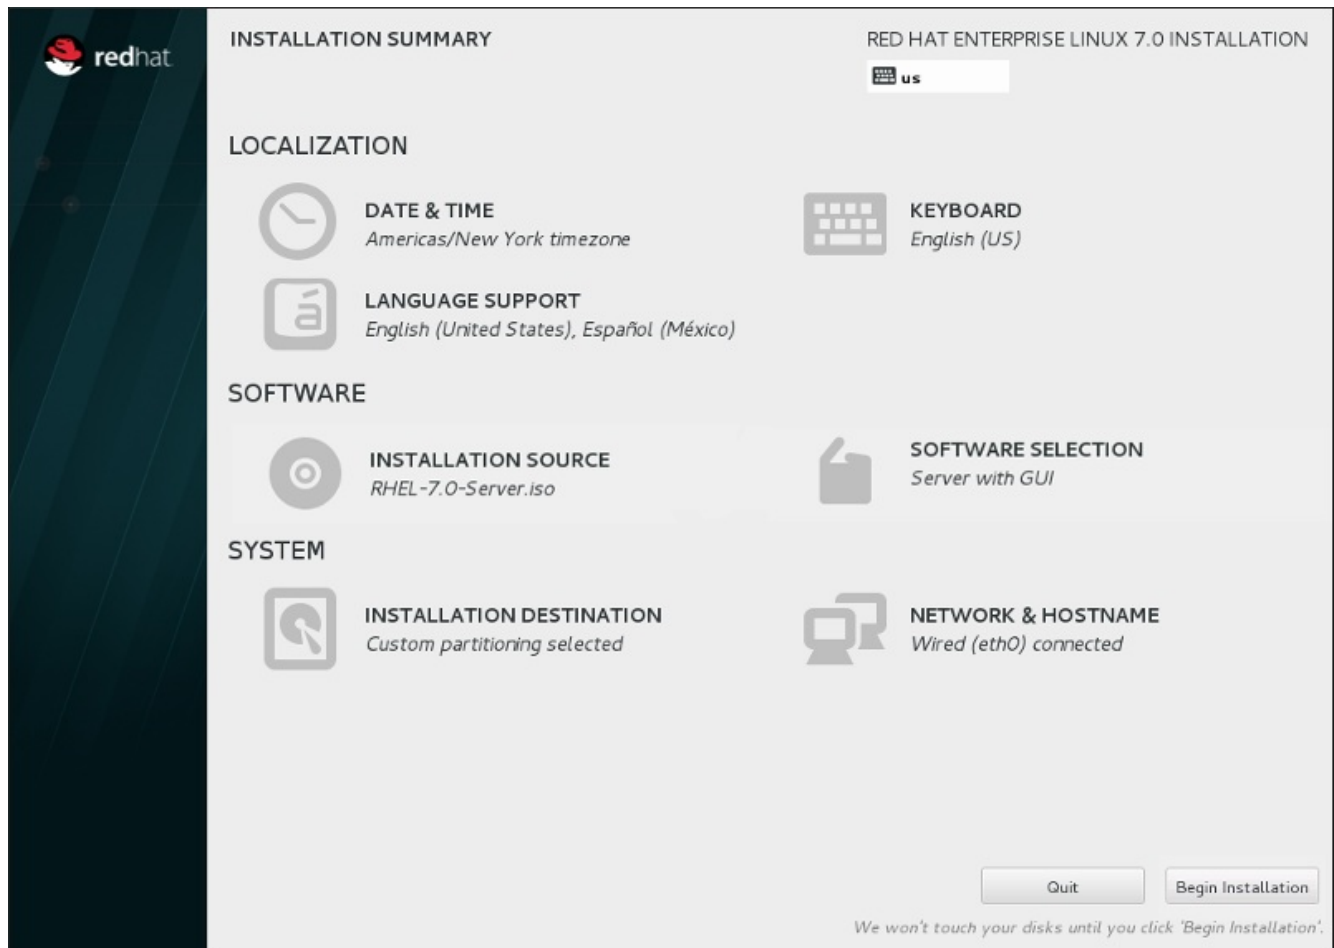 redhat
INSTALLATION SUMMARY
RED HAT ENTERPRISE LINUX 7.0 INSTALLATION
us
LOCALIZATION
DATE & TIME
Americas/New York timezone
KEYBOARD
English (US)
á
LANGUAGE SUPPORT
English (United States), Español (México)
SOFTWARE
INSTALLATION SOURCE
RHEL-7.0-Server.iso
SOFTWARE SELECTION
Server with GUI
SYSTEM
INSTALLATION DESTINATION
Custom partitioning selected
NETWORK & HOSTNAME
Wired (eth0) connected
Quit
Begin Installation
We won't touch your disks until you click 'Begin Installation'.